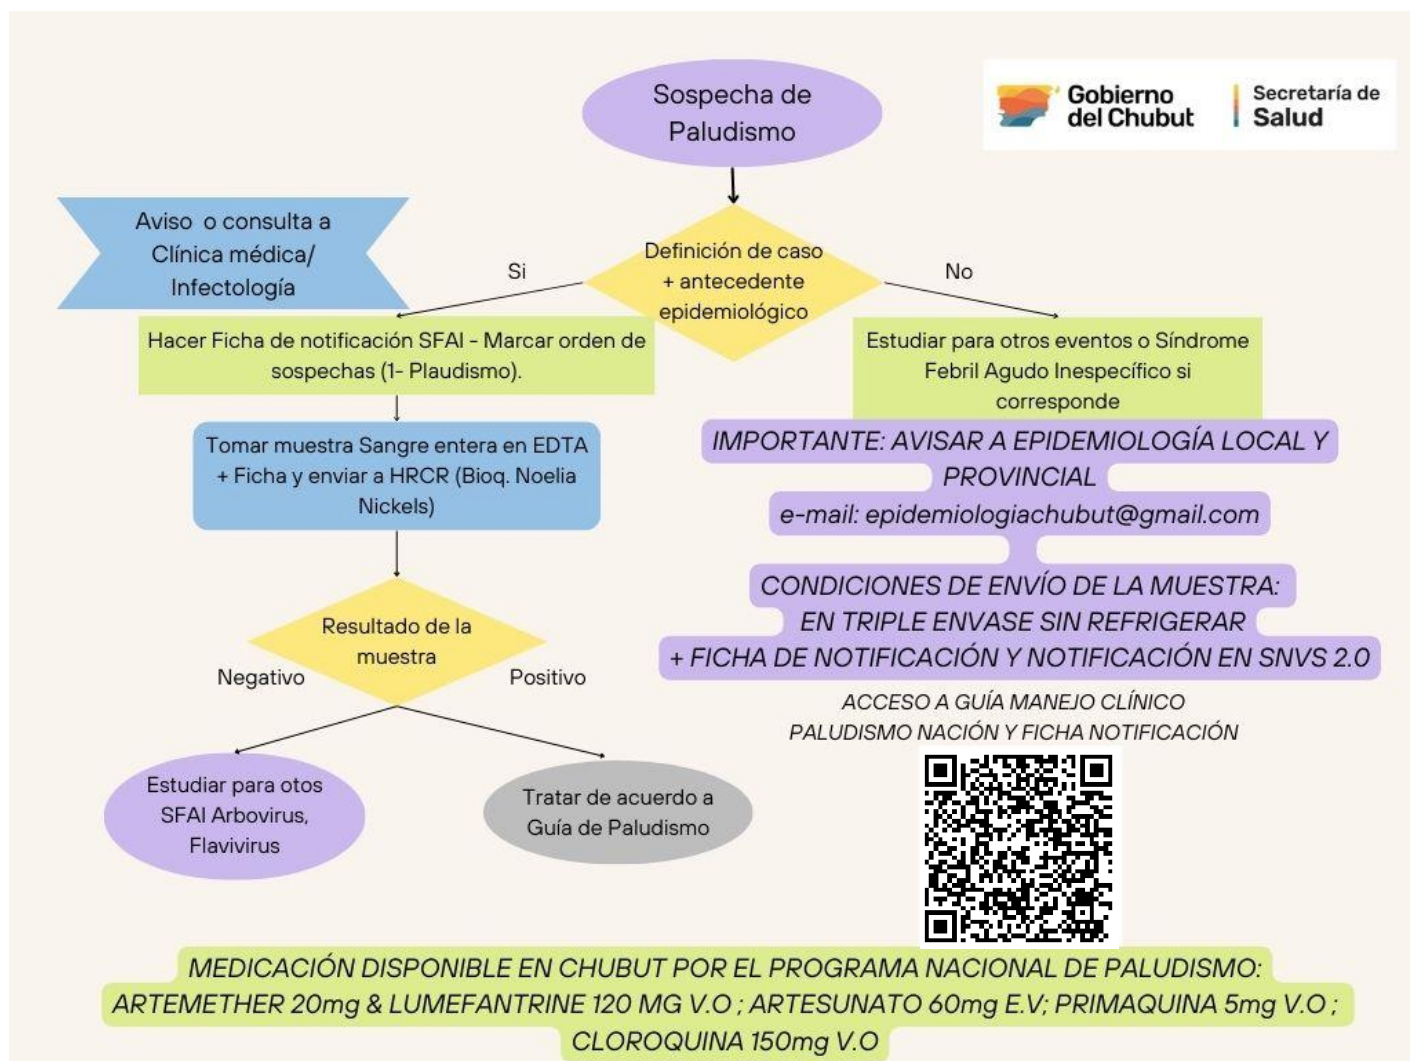 Sospecha de
Paludismo
Gobierno
del Chubut
Secretaría de
Salud
Aviso o consulta a
Clínica médica/
Infectología
Definición de caso
+ antecedente
epidemiológico
Si
No
Hacer Ficha de notificación SFAI - Marcar orden de
sospechas (1- Plaudismo).
Estudiar para otros eventos o Síndrome
Febril Agudo Inespecífico si
corresponde
Tomar muestra Sangre entera en EDTA
+ Ficha y enviar a HRCR (Bioq. Noelia
Nickels)
IMPORTANTE: AVISAR A EPIDEMIOLOGÍA LOCAL Y
PROVINCIAL
e-mail: epidemiologiachubut@gmail.com
CONDICIONES DE ENVÍO DE LA MUESTRA:
EN TRIPLE ENVASE SIN REFRIGERAR
+ FICHA DE NOTIFICACIÓN Y NOTIFICACIÓN EN SNVS 2.0
Resultado de la
muestra
Negativo
Positivo
ACCESO A GUÍA MANEJO CLÍNICO
PALUDISMO NACIÓN Y FICHA NOTIFICACIÓN
Estudiar para otos
SFAI Arbovirus,
Flavivirus
Tratar de acuerdo a
Guía de Paludismo
MEDICACIÓN DISPONIBLE EN CHUBUT POR EL PROGRAMA NACIONAL DE PALUDISMO:
ARTEMETHER 20mg & LUMEFANTRINE 120 MG V.O ; ARTESUNATO 60mg E.V; PRIMAQUINA 5mg V.O ;
CLOROQUINA 150mg V.O